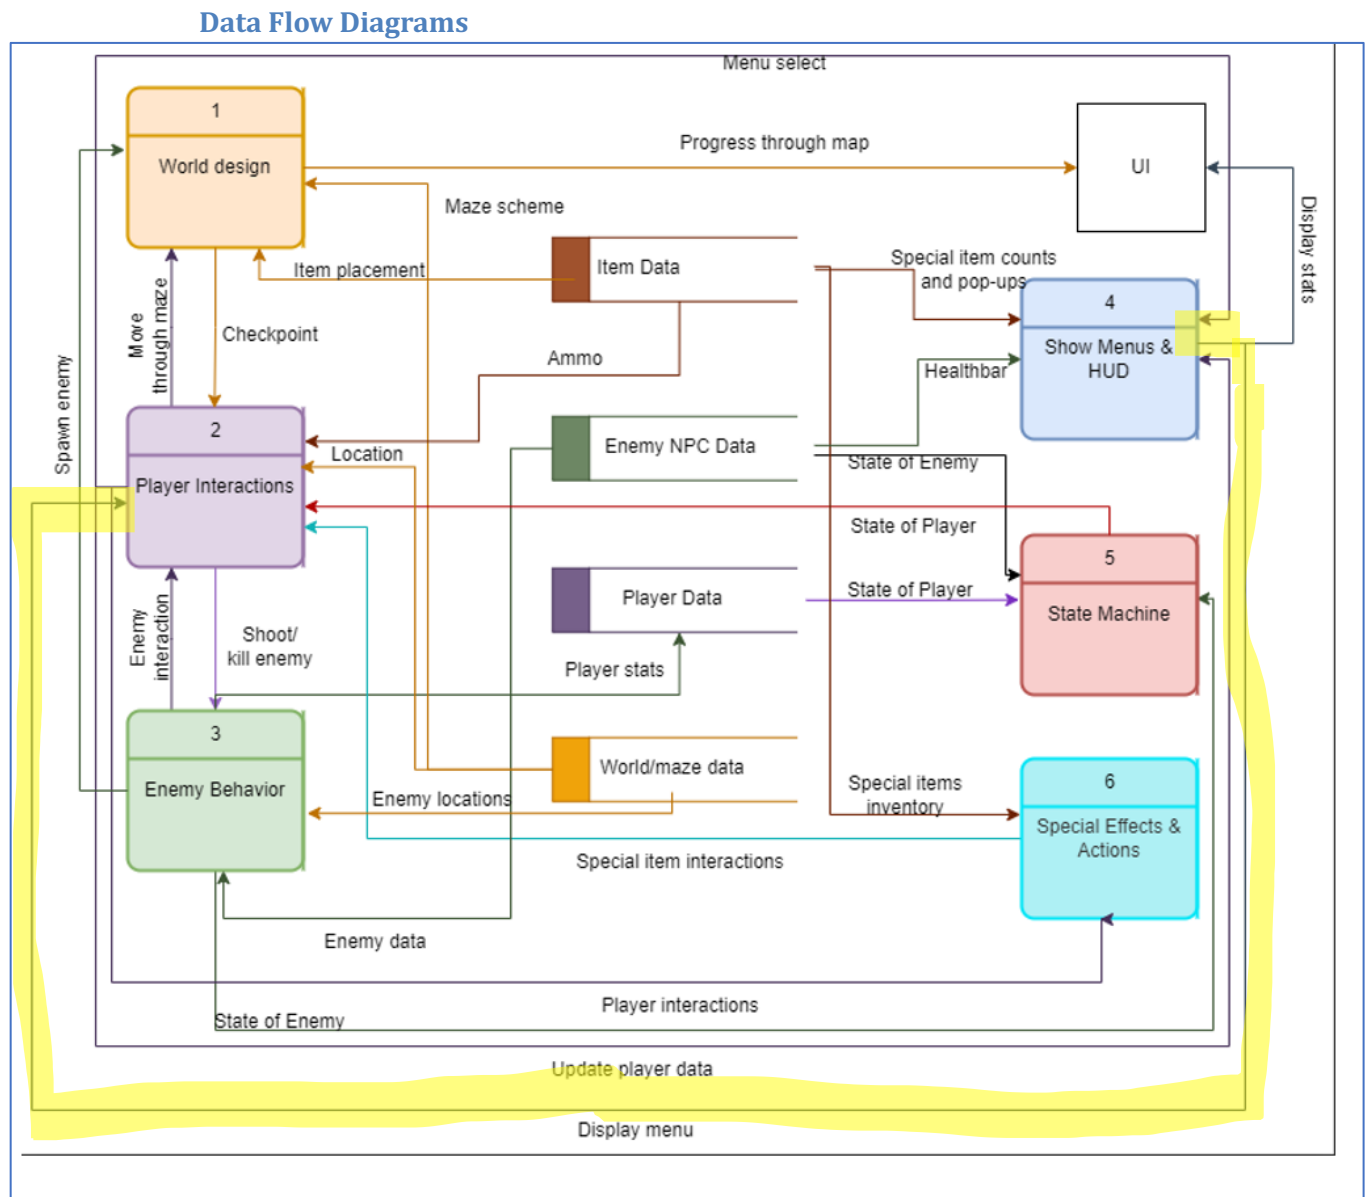 Data Flow Diagrams
Menu select
1
World design
Progress through map
UI
Maze scheme
Display stats
Item placement
Item Data
Special item counts
and pop-ups
4
Show Menus &
HUD
Move
through maze
Checkpoint
Ammo
Healthbar
Spawn enemy
2
Player Interactions
Location
Enemy NPC Data
State of Enemy
State of Player
5
State Machine
Enemy
interaction
Shoot/
kill enemy
Player Data
State of Player
Player stats
3
Enemy Behavior
World/maze data
Enemy locations
Special items
inventory
6
Special Effects &
Actions
Special item interactions
Enemy data
Player interactions
State of Enemy
Update player data
Display menu